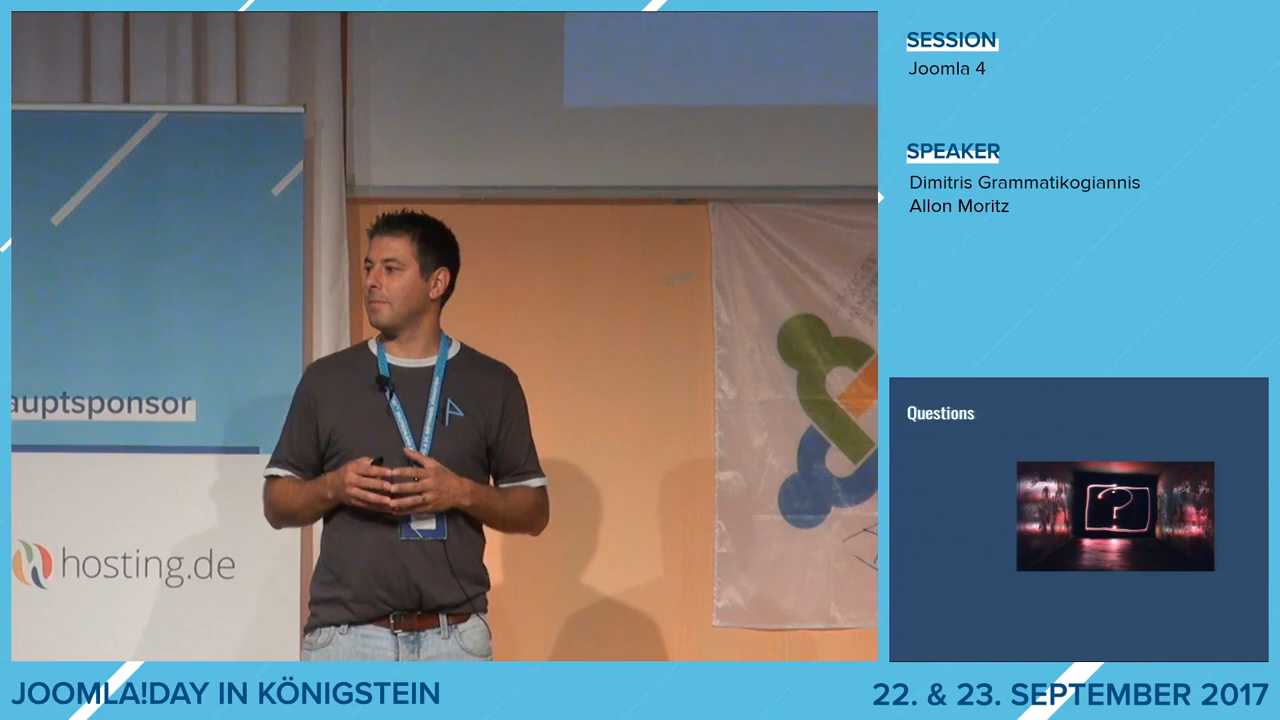 SESSION
Joomla 4
SPEAKER
Dimitris Grammatikogiannis
Allon Moritz
auptsponsor
hosting.de
Questions
?
JOOMLA!DAY IN KÖNIGSTEIN
22. & 23. SEPTEMBER 2017